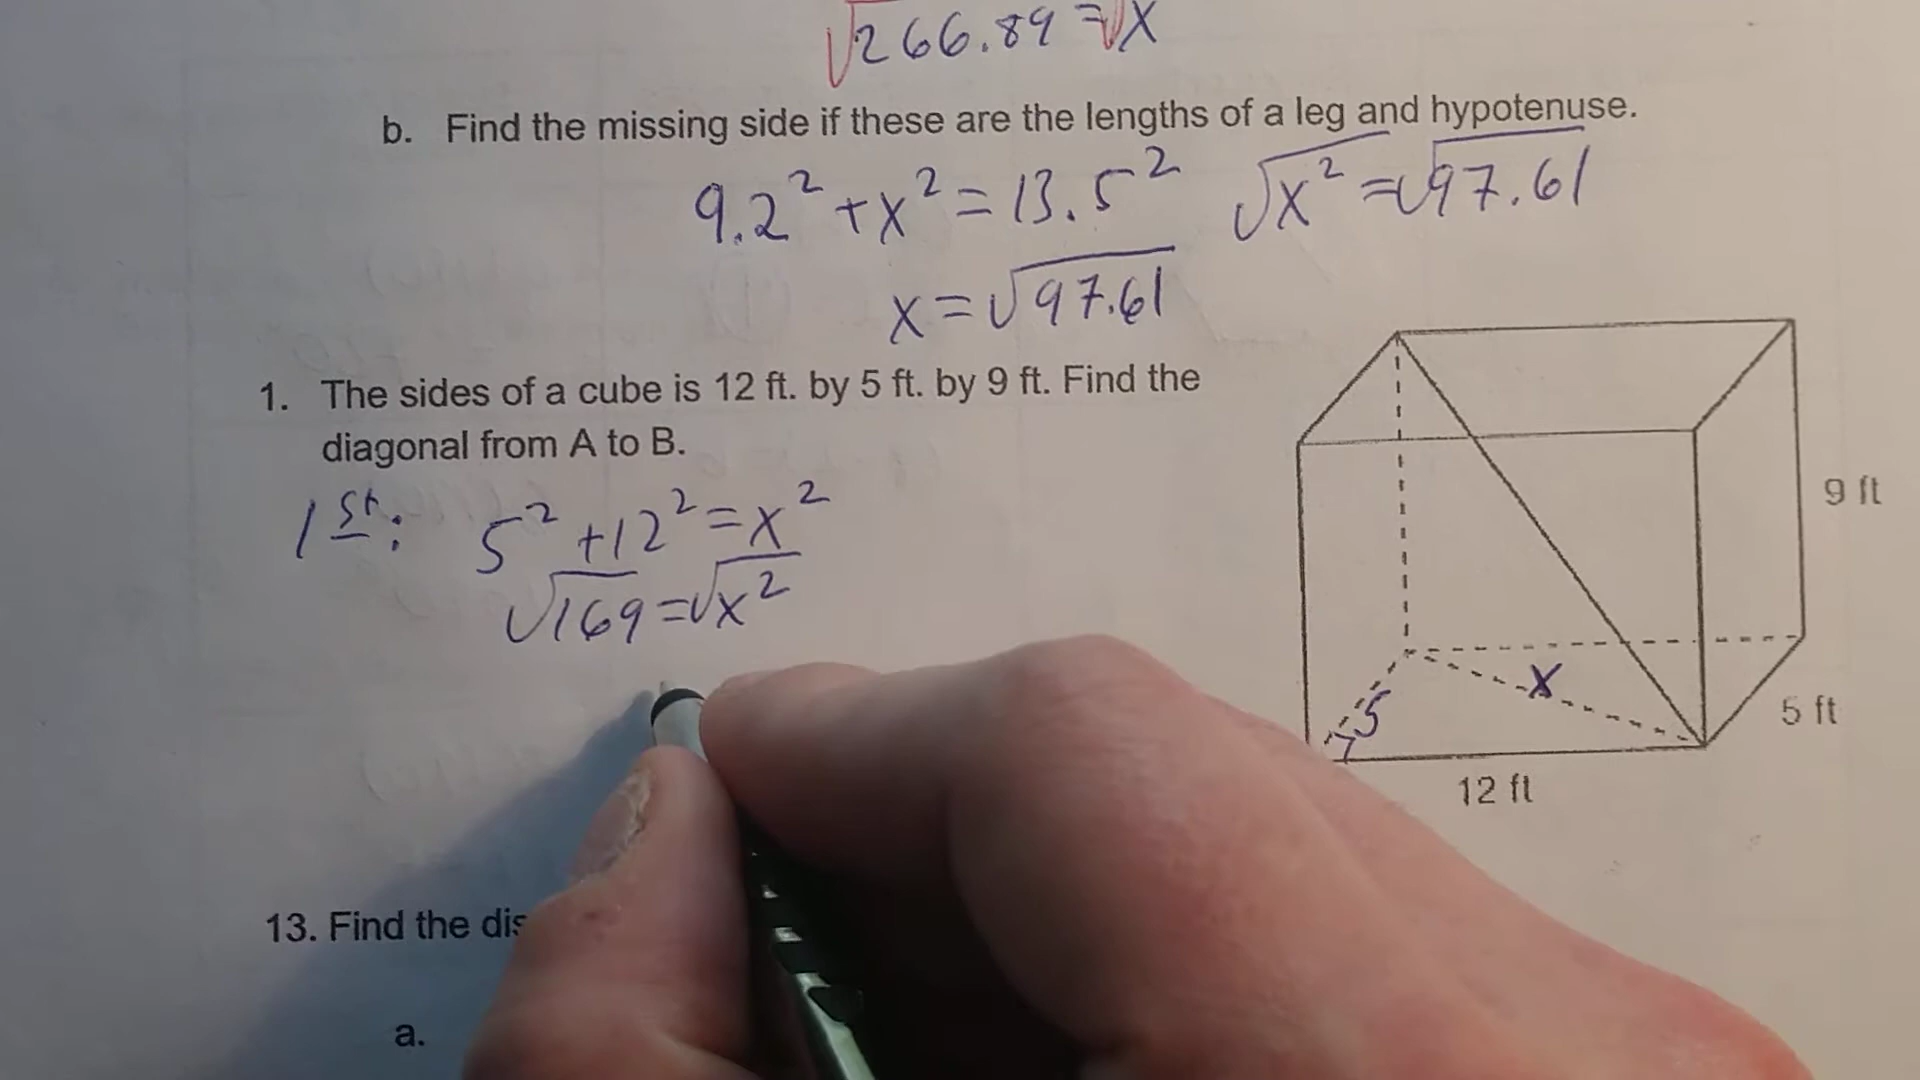 √266.89 = √x
b. Find the missing side if these are the lengths of a leg and hypotenuse.
9.2² + x² = 13.5² √x² = √97.61
x = √97.61
1. The sides of a cube is 12 ft. by 5 ft. by 9 ft. Find the
diagonal from A to B.
1st: 5² + 12² = x²
√169 = √x²
9 ft
x
5
5 ft
12 ft
13. Find the
a.